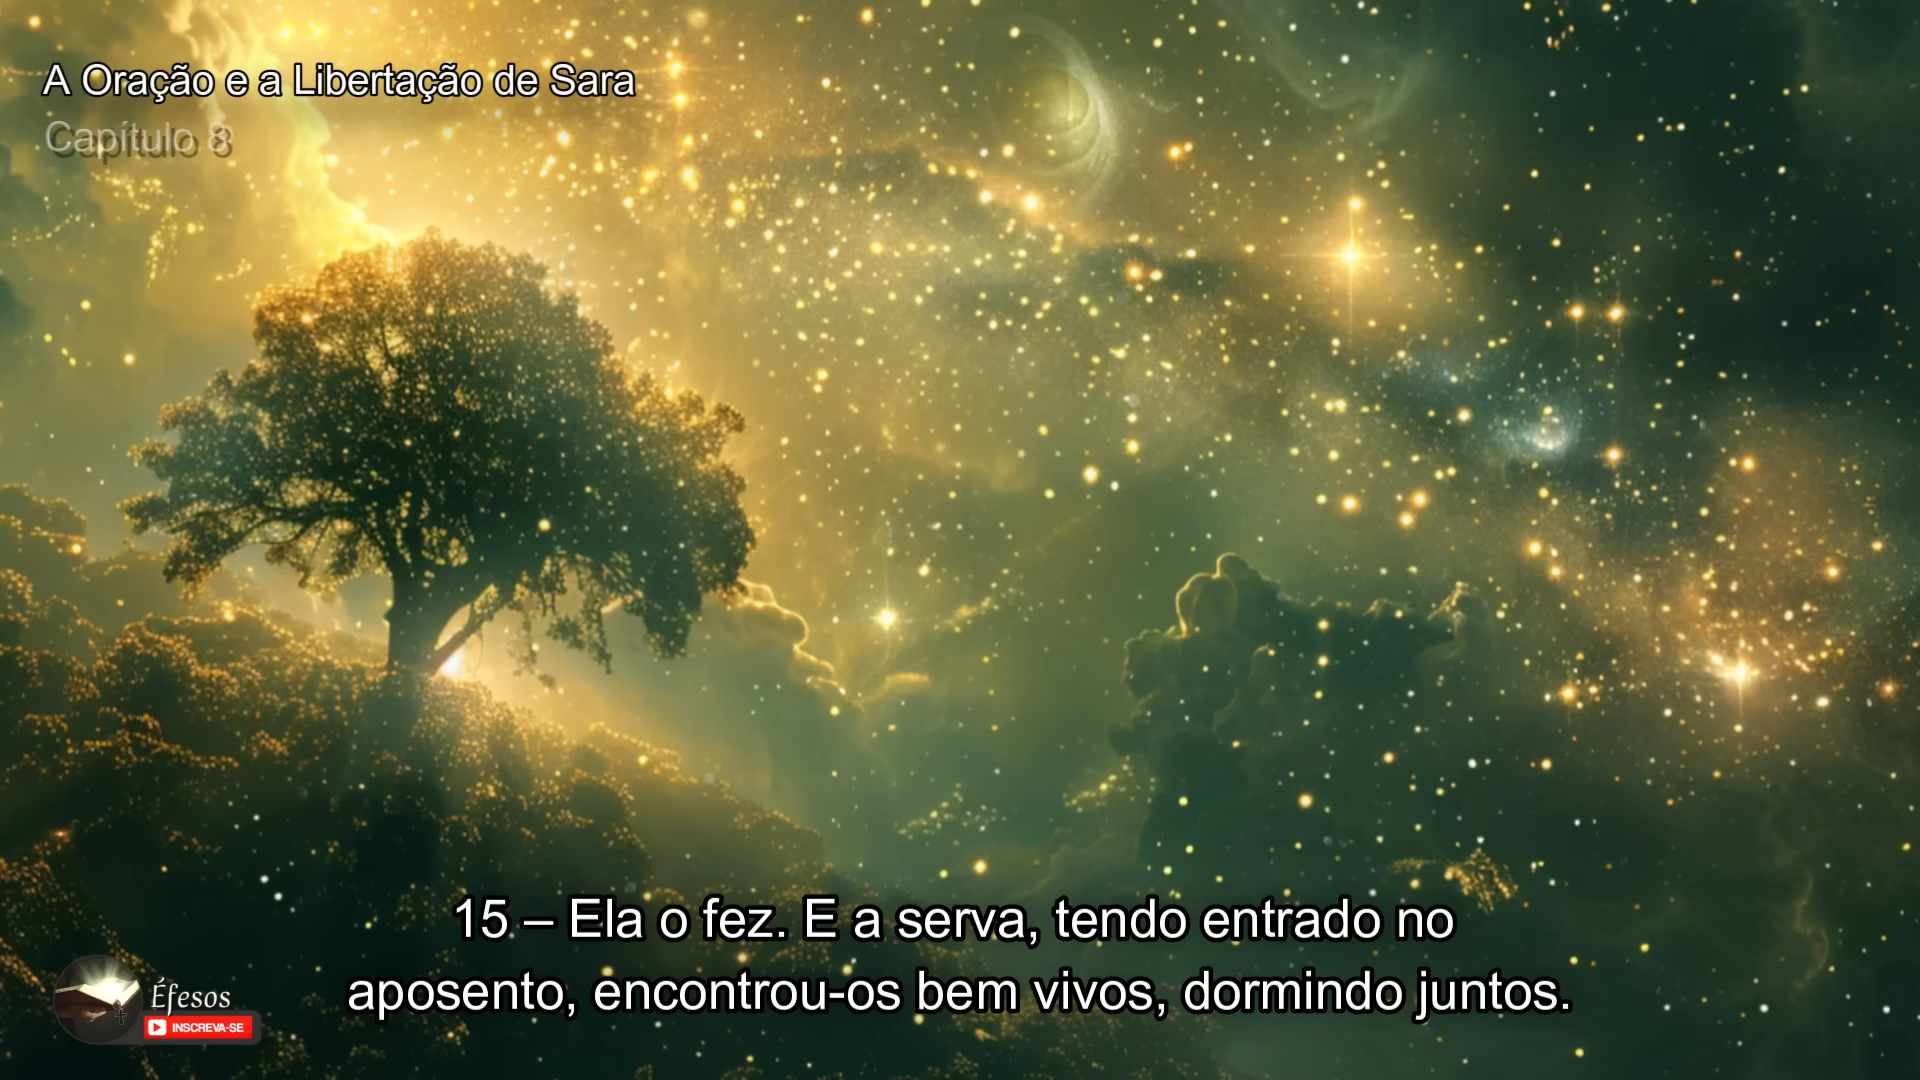 A Oração e a Libertação de Sara
Capítulo 8
15 – Ela o fez. E a serva, tendo entrado no
aposento, encontrou-os bem vivos, dormindo juntos.
Éfesos
INSCREVA-SE